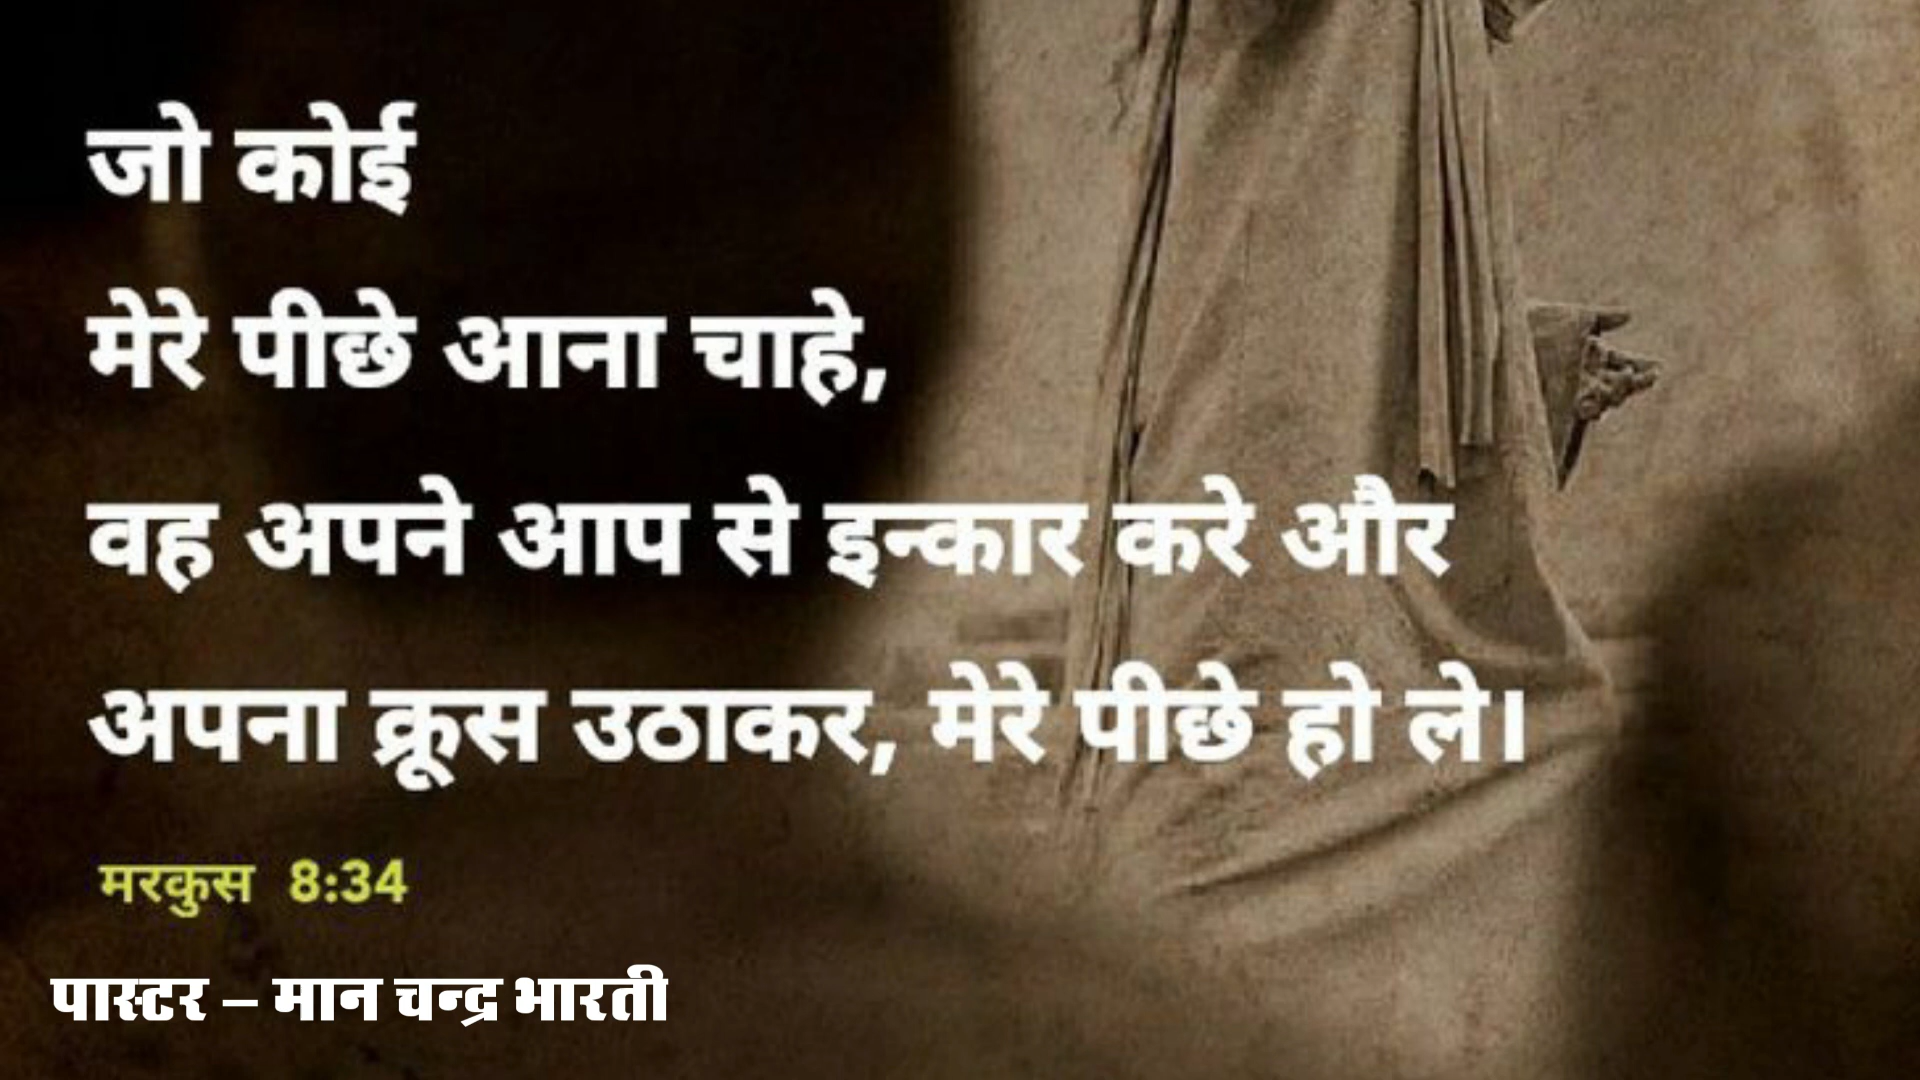 जो कोई
मेरे पीछे आना चाहे,
वह अपने आप से इन्कार करे और
अपना क्रूस उठाकर, मेरे पीछे हो ले।
मरकुस 8:34
पास्टर – मान चन्द्र भारती